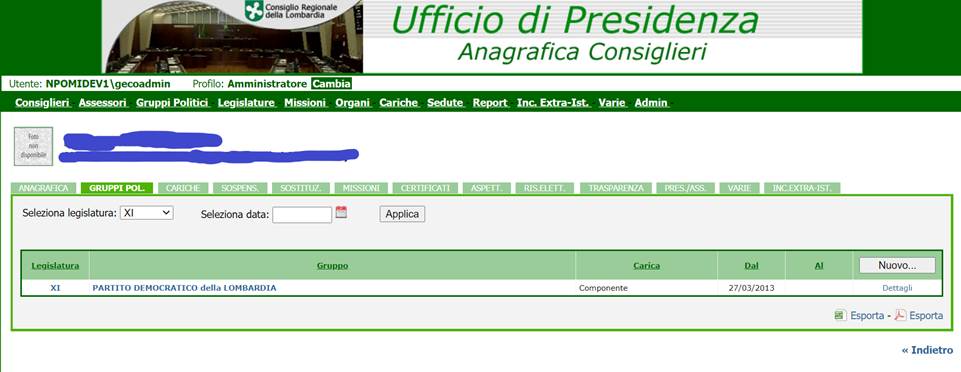 Consiglio Regionale
della Lombardia
Ufficio di Presidenza
Anagrafica Consiglieri
Utente: NPOMIDEV1\gecoadmin Profilo: Amministratore Cambia
Consiglieri Assessori Gruppi Politici Legislature Missioni Organi Cariche Sedute Report Inc. Extra-Ist. Varie Admin
Foto
non
disponibile
ANAGRAFICA GRUPPI POL. CARICHE SOSPENS. SOSTITUZ. MISSIONI CERTIFICATI ASPETT. RIS.ELETT. TRASPARENZA PRES./ASS. VARIE INC.EXTRA-IST.
Seleziona legislatura: XI Seleziona data: Applica
Legislatura Gruppo Carica Dal Al Nuovo...
XI PARTITO DEMOCRATICO della LOMBARDIA Componente 27/03/2013 Dettagli
Esporta - Esporta
« Indietro